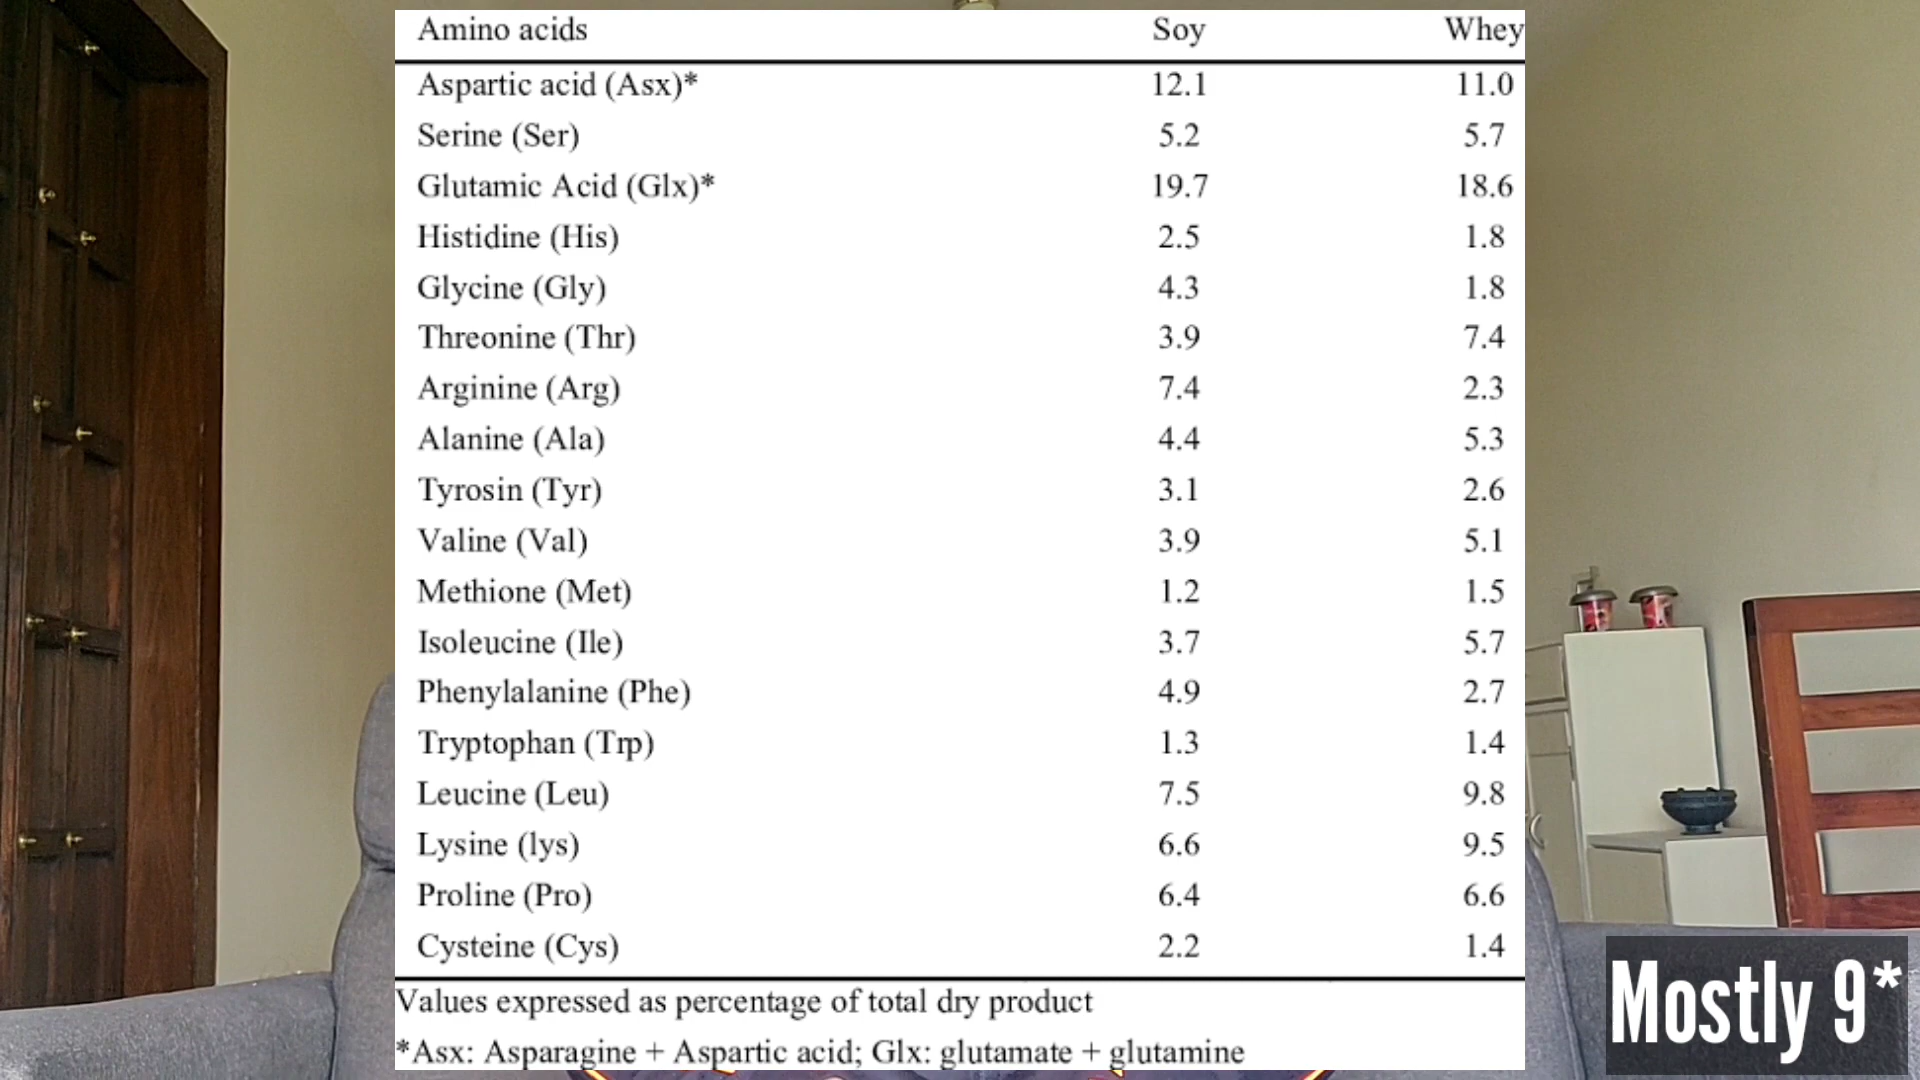 Amino acids Soy Whey
Aspartic acid (Asx)* 12.1 11.0
Serine (Ser) 5.2 5.7
Glutamic Acid (Glx)* 19.7 18.6
Histidine (His) 2.5 1.8
Glycine (Gly) 4.3 1.8
Threonine (Thr) 3.9 7.4
Arginine (Arg) 7.4 2.3
Alanine (Ala) 4.4 5.3
Tyrosin (Tyr) 3.1 2.6
Valine (Val) 3.9 5.1
Methione (Met) 1.2 1.5
Isoleucine (Ile) 3.7 5.7
Phenylalanine (Phe) 4.9 2.7
Tryptophan (Trp) 1.3 1.4
Leucine (Leu) 7.5 9.8
Lysine (lys) 6.6 9.5
Proline (Pro) 6.4 6.6
Cysteine (Cys) 2.2 1.4
Values expressed as percentage of total dry product
*Asx: Asparagine + Aspartic acid; Glx: glutamate + glutamine
Mostly 9*